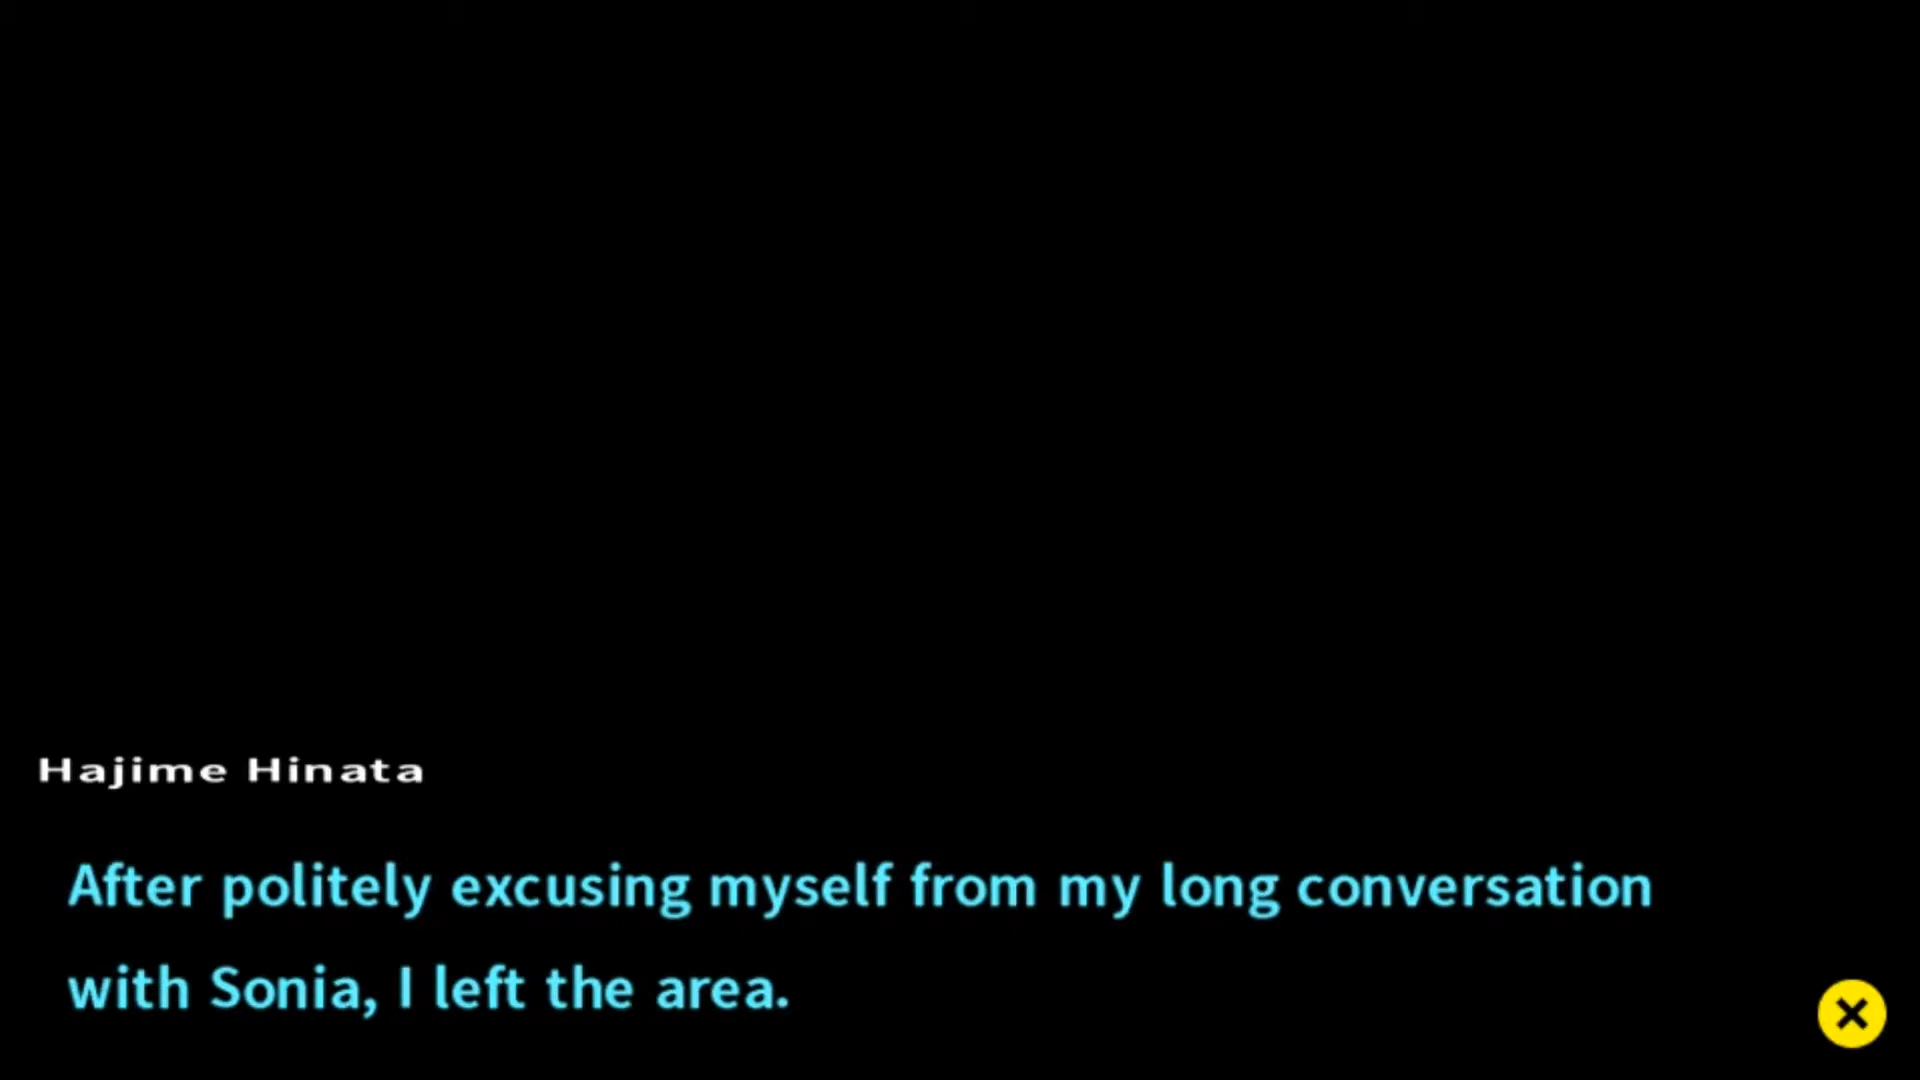 Hajime Hinata
After politely excusing myself from my long conversation
with Sonia, I left the area.